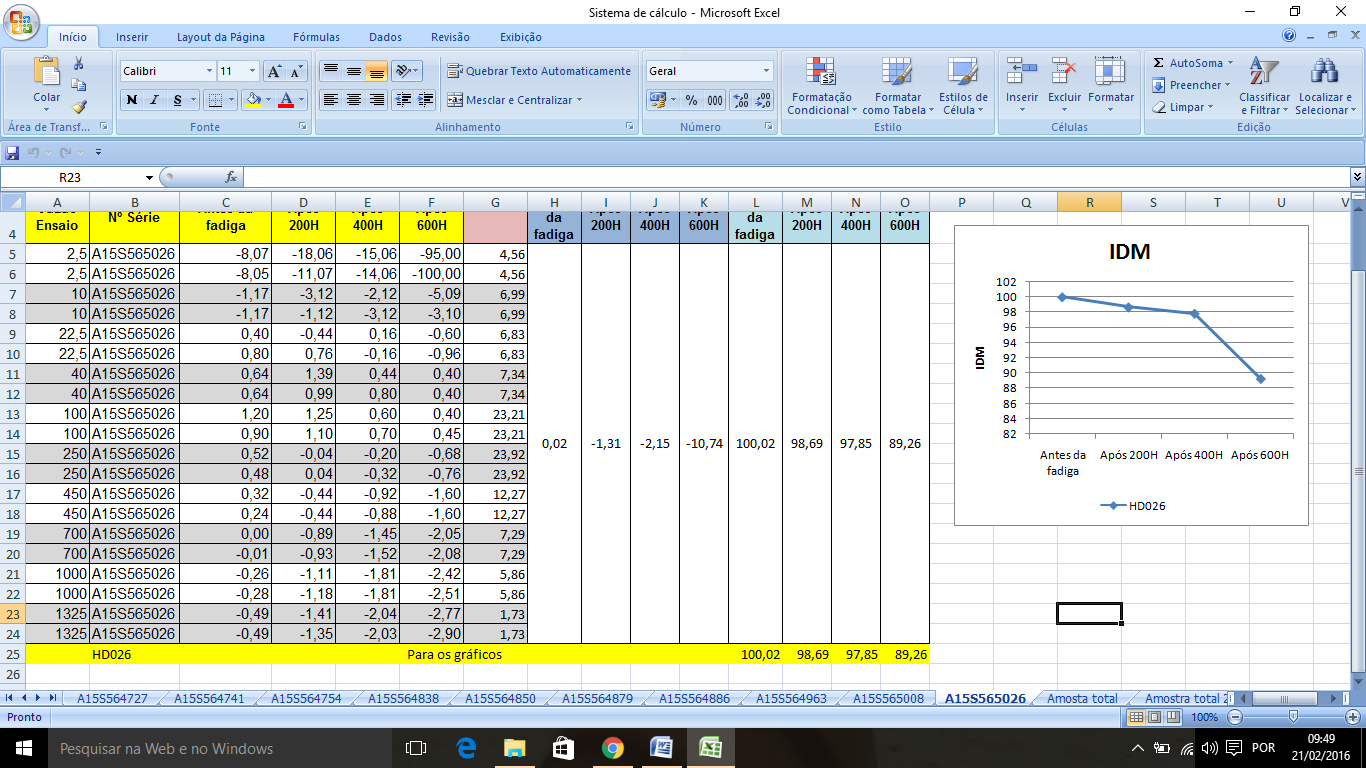 Sistema de cálculo - Microsoft Excel
Início Inserir Layout da Página Fórmulas Dados Revisão Exibição
Colar
Calibri 11
N I S
Quebrar Texto Automaticamente
Mesclar e Centralizar
Geral
% 000
Formatação Condicional
Formatar como Tabela
Estilos de Célula
Inserir Excluir Formatar
AutoSoma
Preencher
Limpar
Classificar e Filtrar
Localizar e Selecionar
Área de Transf... Fonte Alinhamento Número Estilo Células Edição
R23 fx
A B C D E F G H I J K L M N O P Q R S T U V
4 Ensaio Nº Série fadiga 200H 400H 600H da fadiga 200H 400H 600H da fadiga 200H 400H 600H
5 2,5 A15S565026 -8,07 -18,06 -15,06 -95,00 4,56
6 2,5 A15S565026 -8,05 -11,07 -14,06 -100,00 4,56
7 10 A15S565026 -1,17 -3,12 -2,12 -5,09 6,99
8 10 A15S565026 -1,17 -1,12 -3,12 -3,10 6,99
9 22,5 A15S565026 0,40 -0,44 0,16 -0,60 6,83
10 22,5 A15S565026 0,80 0,76 -0,16 -0,96 6,83
11 40 A15S565026 0,64 1,39 0,44 0,40 7,34
12 40 A15S565026 0,64 0,99 0,80 0,40 7,34
13 100 A15S565026 1,20 1,25 0,60 0,40 23,21
14 100 A15S565026 0,90 1,10 0,70 0,45 23,21
0,02 -1,31 -2,15 -10,74 100,02 98,69 97,85 89,26
15 250 A15S565026 0,52 -0,04 -0,20 -0,68 23,92
16 250 A15S565026 0,48 0,04 -0,32 -0,76 23,92
17 450 A15S565026 0,32 -0,44 -0,92 -1,60 12,27
18 450 A15S565026 0,24 -0,44 -0,88 -1,60 12,27
19 700 A15S565026 0,00 -0,89 -1,45 -2,05 7,29
20 700 A15S565026 -0,01 -0,93 -1,52 -2,08 7,29
21 1000 A15S565026 -0,26 -1,11 -1,81 -2,42 5,86
22 1000 A15S565026 -0,28 -1,18 -1,81 -2,51 5,86
23 1325 A15S565026 -0,49 -1,41 -2,04 -2,77 1,73
24 1325 A15S565026 -0,49 -1,35 -2,03 -2,90 1,73
25 HD026 Para os gráficos 100,02 98,69 97,85 89,26
26
IDM
IDM
102
100
98
96
94
92
90
88
86
84
82
Antes da fadiga Após 200H Após 400H Após 600H
HD026
A15S564727 A15S564741 A15S564754 A15S564838 A15S564850 A15S564879 A15S564886 A15S564963 A15S565008 A15S565026 Amosta total Amostra total
Pronto 100%
Pesquisar na Web e no Windows
POR
09:49
21/02/2016